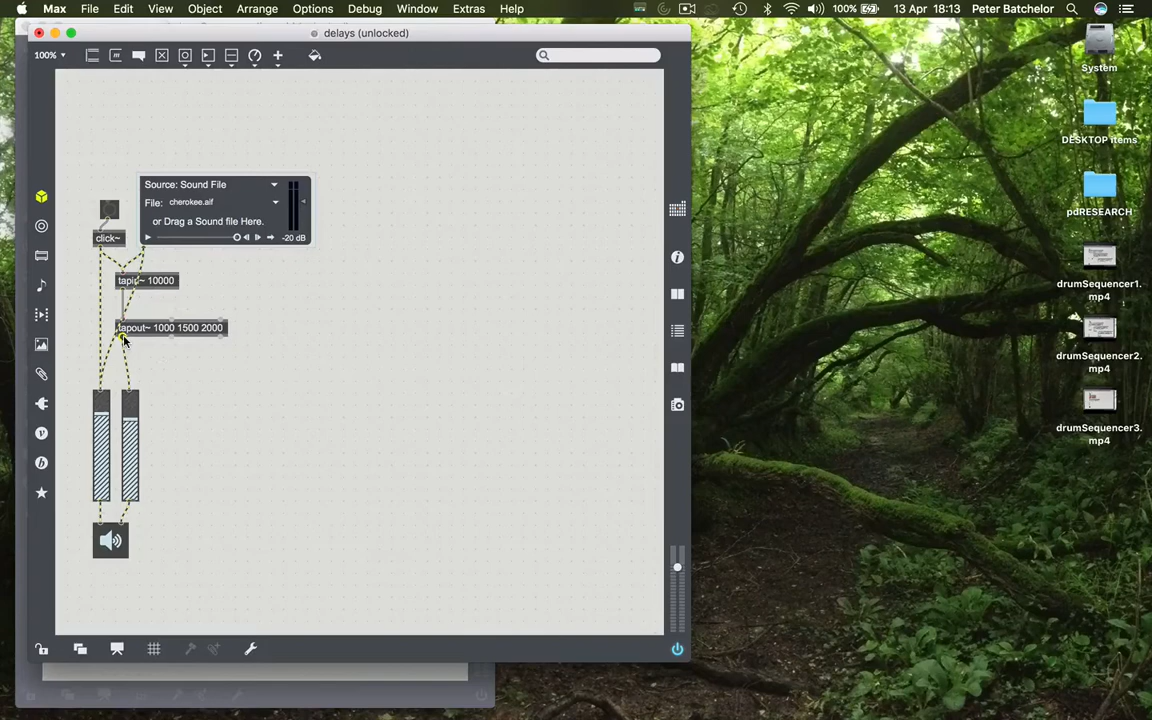 Max File Edit View Object Arrange Options Debug Window Extras Help
100% 13 Apr 18:13 Peter Batchelor
delays (unlocked)
100%
System
DESKTOP items
pdRESEARCH
drumSequencer1.
mp4
drumSequencer2.
mp4
drumSequencer3.
mp4
Source: Sound File
File: cherokee.aif
or Drag a Sound file Here.
-20 dB
click~
tapin~ 10000
tapout~ 1000 1500 2000